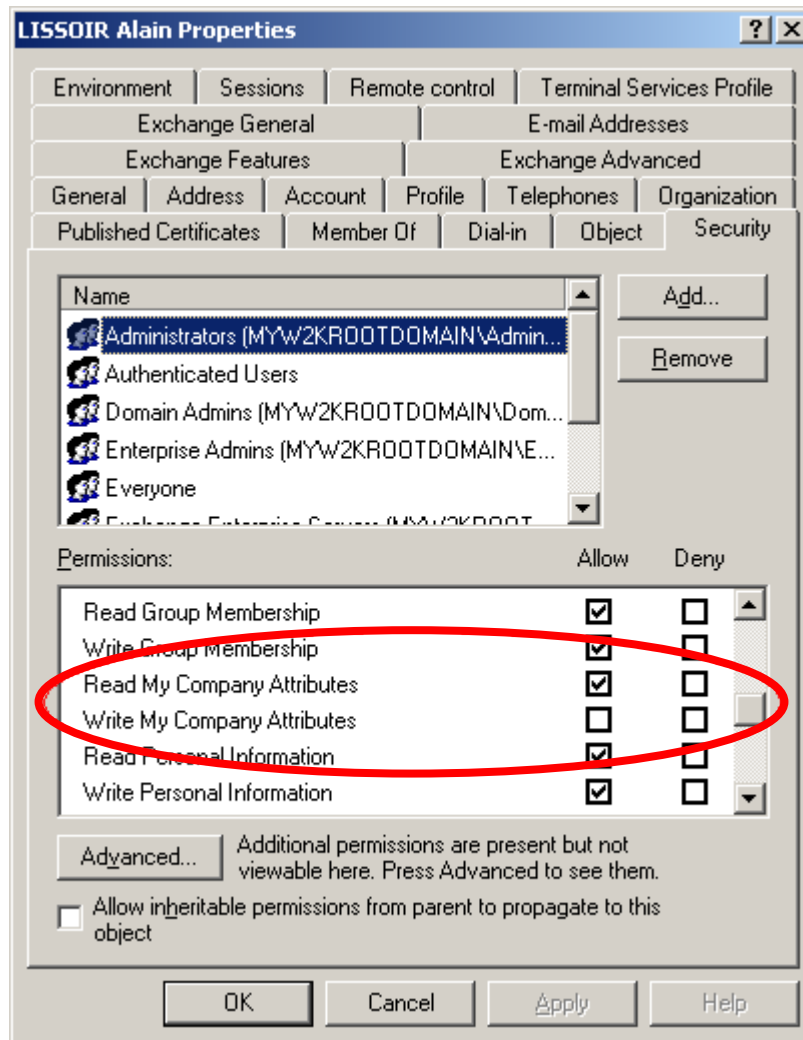 LISSOIR Alain Properties
Environment Sessions Remote control Terminal Services Profile
Exchange General E-mail Addresses
Exchange Features Exchange Advanced
General Address Account Profile Telephones Organization
Published Certificates Member Of Dial-in Object Security
Name
Add...
Administrators (MYW2KROOTDOMAIN\Admin...
Remove
Authenticated Users
Domain Admins (MYW2KROOTDOMAIN\Dom...
Enterprise Admins (MYW2KROOTDOMAIN\E...
Everyone
Exchange Enterprise Servers (MYW2KROOT
Permissions: Allow Deny
Read Group Membership
Write Group Membership
Read My Company Attributes
Write My Company Attributes
Read Personal Information
Write Personal Information
Advanced...
Additional permissions are present but not
viewable here. Press Advanced to see them.
Allow inheritable permissions from parent to propagate to this
object
OK Cancel Apply Help